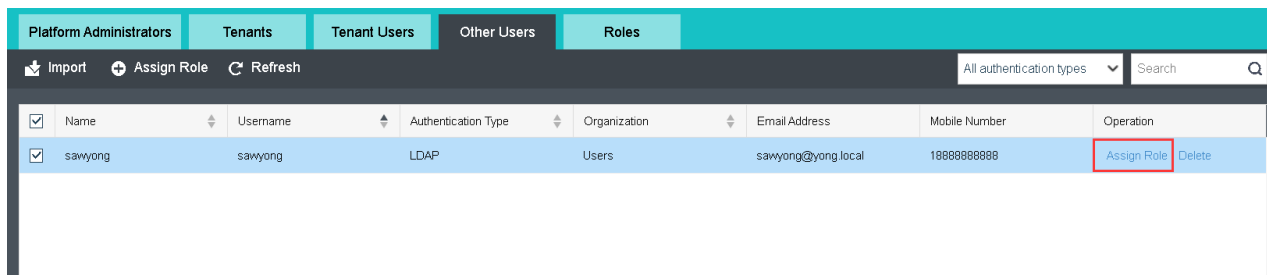 Platform Administrators Tenants Tenant Users Other Users Roles
Import Assign Role Refresh All authentication types Search
Name Username Authentication Type Organization Email Address Mobile Number Operation
sawyong sawyong LDAP Users sawyong@yong.local 18888888888 Assign Role Delete